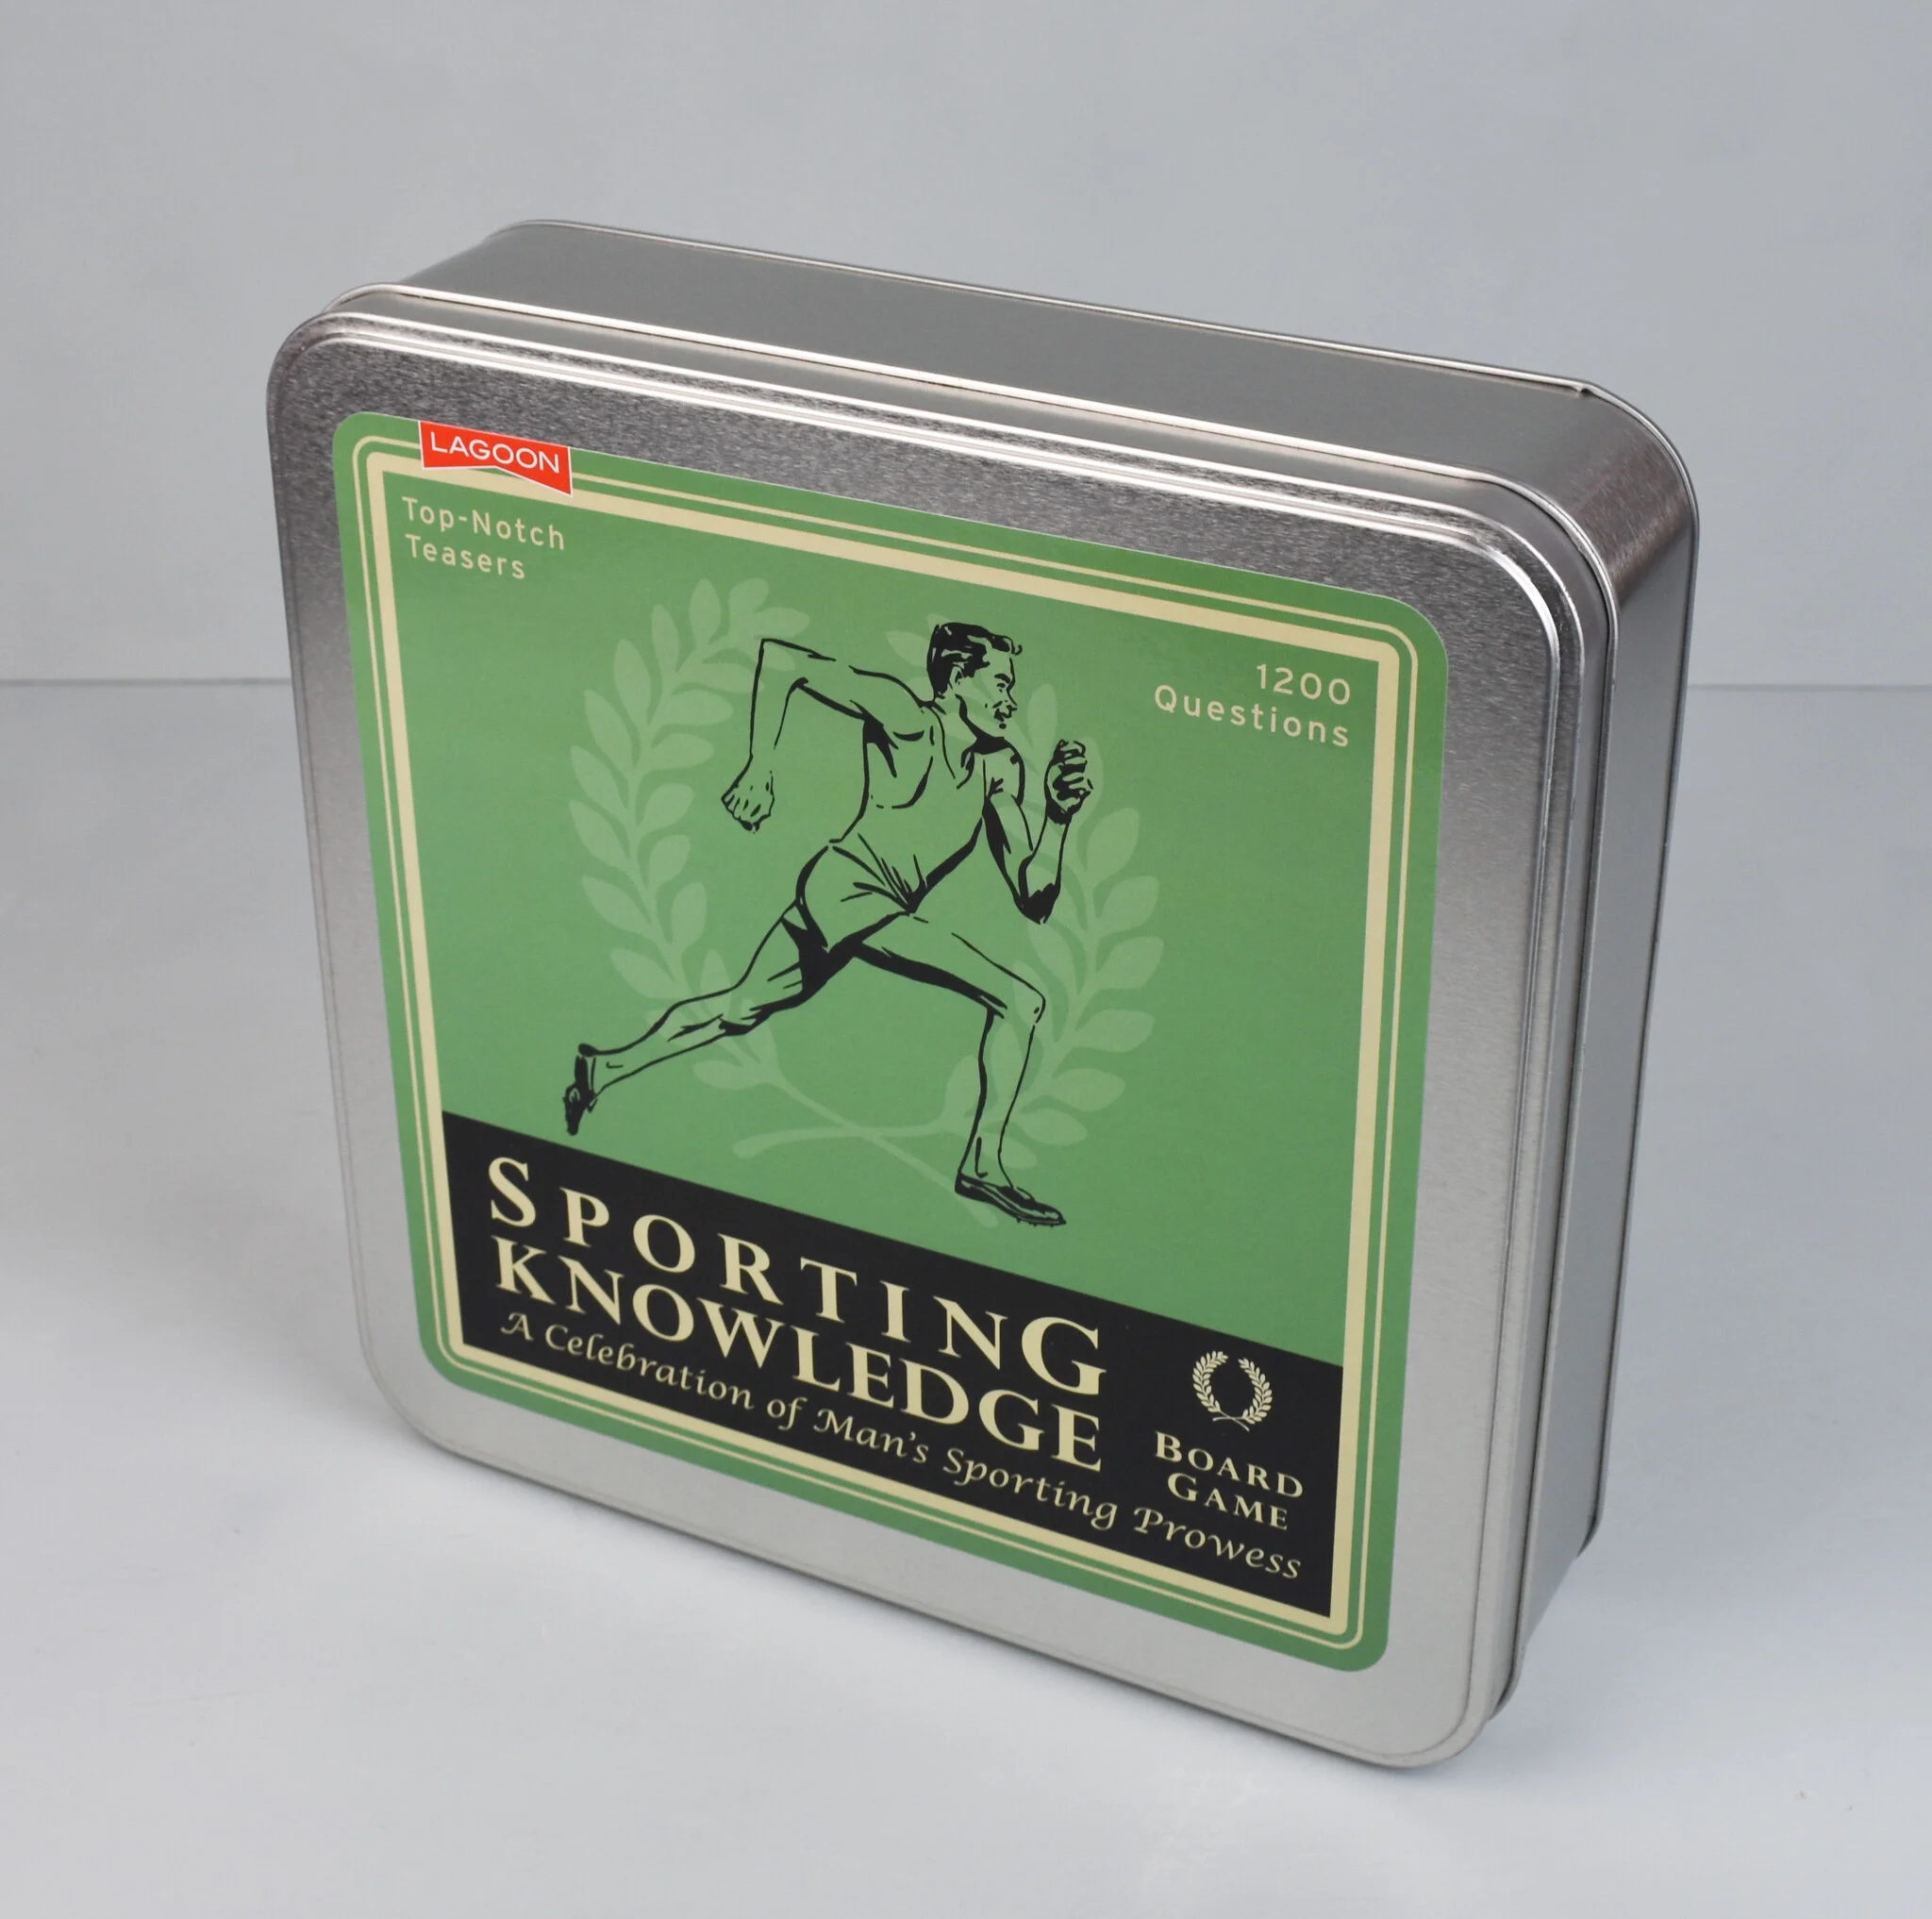 LAGOON
Top-Notch
Teasers
1200
Questions
SPORTING
KNOWLEDGE
A Celebration of Man's Sporting Prowess
BOARD
GAME